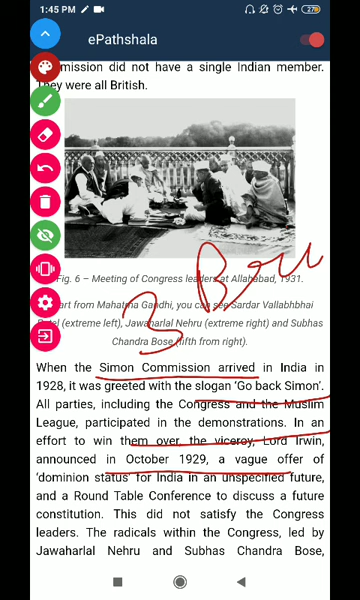 1:45 PM
27
ePathshala
mmission did not have a single Indian member.
They were all British.
Fig. 6 – Meeting of Congress leaders at Allahabad, 1931.
art from Mahatma Gandhi, you can see Sardar Vallabhbhai
Patel (extreme left), Jawaharlal Nehru (extreme right) and Subhas
Chandra Bose (fifth from right).
3
When the Simon Commission arrived in India in
1928, it was greeted with the slogan ‘Go back Simon’.
All parties, including the Congress and the Muslim
League, participated in the demonstrations. In an
effort to win them over, the viceroy, Lord Irwin,
announced in October 1929, a vague offer of
‘dominion status’ for India in an unspecified future,
and a Round Table Conference to discuss a future
constitution. This did not satisfy the Congress
leaders. The radicals within the Congress, led by
Jawaharlal Nehru and Subhas Chandra Bose,